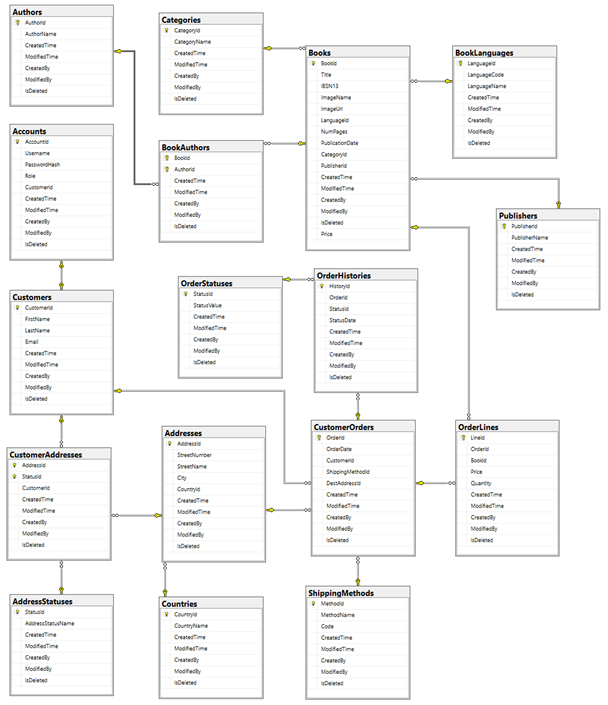 Authors
AuthorId
AuthorName
CreatedTime
ModifiedTime
CreatedBy
ModifiedBy
IsDeleted
Categories
CategoryId
CategoryName
CreatedTime
ModifiedTime
CreatedBy
ModifiedBy
IsDeleted
Books
BookId
Title
IBSN13
ImageName
ImageUrl
LanguageId
NumPages
PublicationDate
CategoryId
PublisherId
CreatedTime
ModifiedTime
CreatedBy
ModifiedBy
IsDeleted
Price
BookLanguages
LanguageId
LanguageCode
LanguageName
CreatedTime
ModifiedTime
CreatedBy
ModifiedBy
IsDeleted
Accounts
AccountId
Username
PasswordHash
Role
CustomerId
CreatedTime
ModifiedTime
CreatedBy
ModifiedBy
IsDeleted
BookAuthors
BookId
AuthorId
CreatedTime
ModifiedTime
CreatedBy
ModifiedBy
IsDeleted
Publishers
PublisherId
PublisherName
CreatedTime
ModifiedTime
CreatedBy
ModifiedBy
IsDeleted
Customers
CustomerId
FirstName
LastName
Email
CreatedTime
ModifiedTime
CreatedBy
ModifiedBy
IsDeleted
OrderStatuses
StatusId
StatusValue
CreatedTime
ModifiedTime
CreatedBy
ModifiedBy
IsDeleted
OrderHistories
HistoryId
OrderId
StatusId
StatusDate
CreatedTime
ModifiedTime
CreatedBy
ModifiedBy
IsDeleted
CustomerAddresses
AddressId
StatusId
CustomerId
CreatedTime
ModifiedTime
CreatedBy
ModifiedBy
IsDeleted
Addresses
AddressId
StreetNumber
StreetName
City
CountryId
CreatedTime
ModifiedTime
CreatedBy
ModifiedBy
IsDeleted
CustomerOrders
OrderId
OrderDate
CustomerId
ShippingMethodId
DestAddressId
CreatedTime
ModifiedTime
CreatedBy
ModifiedBy
IsDeleted
OrderLines
LineId
OrderId
BookId
Price
Quantity
CreatedTime
ModifiedTime
CreatedBy
ModifiedBy
IsDeleted
AddressStatuses
StatusId
AddressStatusName
CreatedTime
ModifiedTime
CreatedBy
ModifiedBy
IsDeleted
Countries
CountryId
CountryName
CreatedTime
ModifiedTime
CreatedBy
ModifiedBy
IsDeleted
ShippingMethods
MethodId
MethodName
Code
CreatedTime
ModifiedTime
CreatedBy
ModifiedBy
IsDeleted